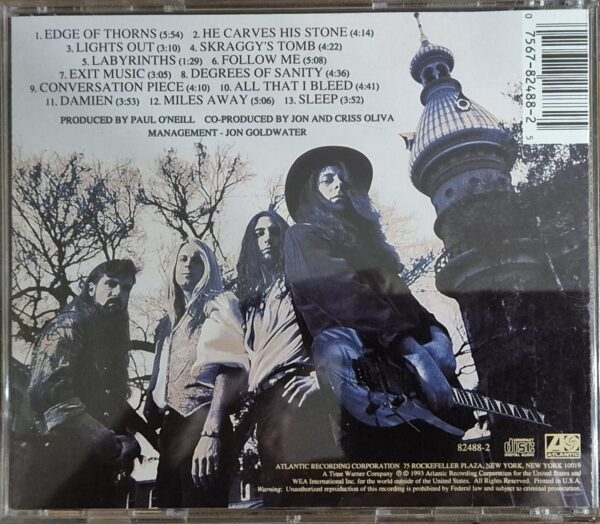 1. EDGE OF THORNS (5:54) 2. HE CARVES HIS STONE (4:14)
3. LIGHTS OUT (3:10) 4. SKRAGGY'S TOMB (4:22)
5. LABYRINTHS (1:29) 6. FOLLOW ME (5:08)
7. EXIT MUSIC (3:05) 8. DEGREES OF SANITY (4:36)
9. CONVERSATION PIECE (4:11) 10. ALL THAT I BLEED (4:41)
11. DAMIEN (3:53) 12. MILES AWAY (5:06) 13. SLEEP (3:52)
PRODUCED BY PAUL O'NEILL CO-PRODUCED BY JON AND CRISS OLIVA
MANAGEMENT - JON GOLDWATER
0 7567-82488-2 5
82488-2
COMPACT
disc
DIGITAL AUDIO
ATLANTIC
ATLANTIC RECORDING CORPORATION 75 ROCKEFELLER PLAZA, NEW YORK, NEW YORK 10019
A Time Warner Company © ℗ 1993 Atlantic Recording Corporation for the United States and
WEA International Inc. for the world outside of the United States. All Rights Reserved. Printed in U.S.A.
Warning: Unauthorized reproduction of this recording is prohibited by Federal law and subject to criminal prosecution.